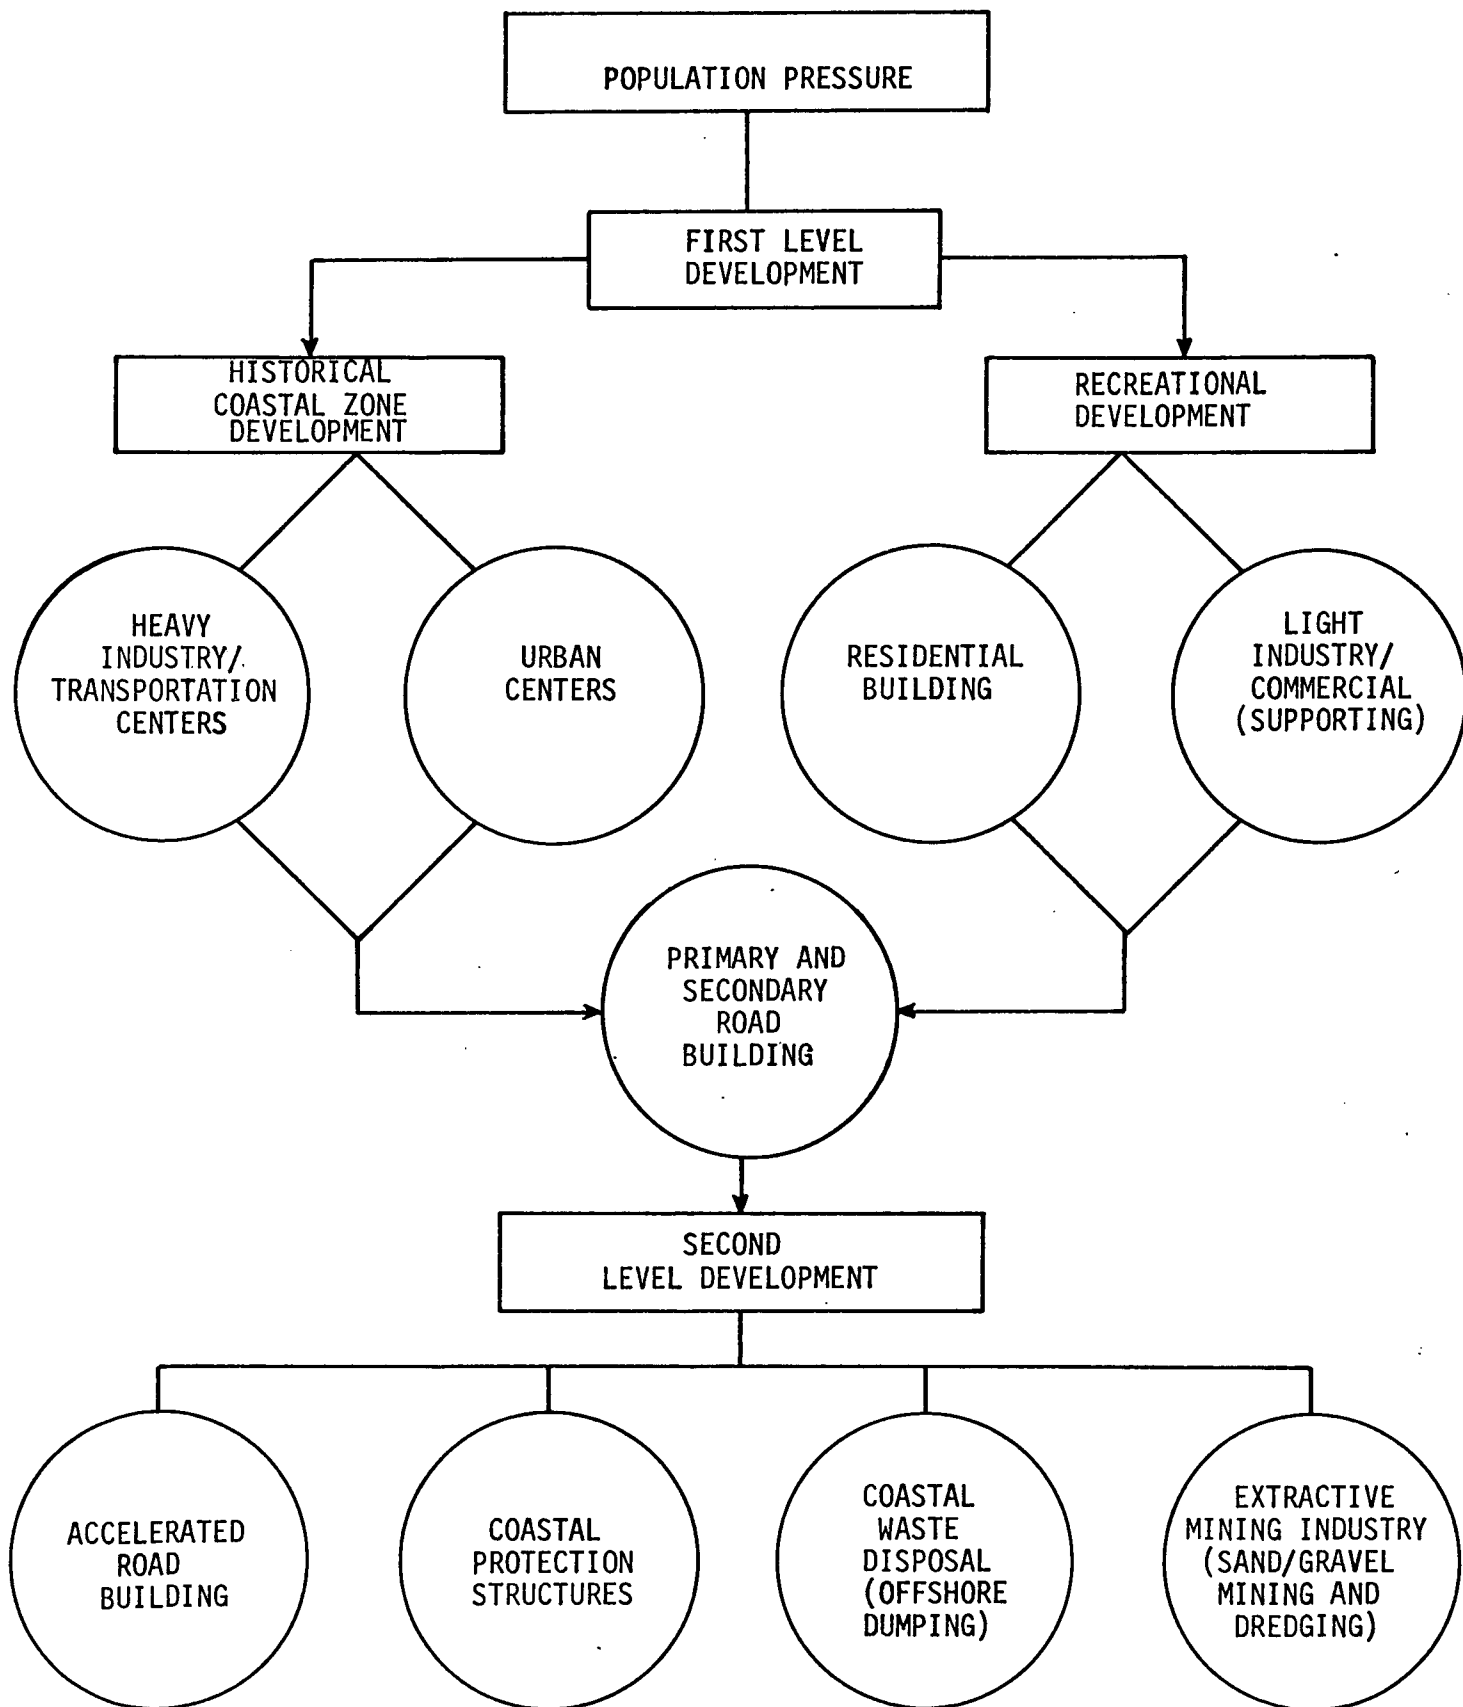 POPULATION PRESSURE
FIRST LEVEL
DEVELOPMENT
HISTORICAL
COASTAL ZONE
DEVELOPMENT
RECREATIONAL
DEVELOPMENT
HEAVY
INDUSTRY/
TRANSPORTATION
CENTERS
URBAN
CENTERS
RESIDENTIAL
BUILDING
LIGHT
INDUSTRY/
COMMERCIAL
(SUPPORTING)
PRIMARY AND
SECONDARY
ROAD
BUILDING
SECOND
LEVEL DEVELOPMENT
ACCELERATED
ROAD
BUILDING
COASTAL
PROTECTION
STRUCTURES
COASTAL
WASTE
DISPOSAL
(OFFSHORE
DUMPING)
EXTRACTIVE
MINING INDUSTRY
(SAND/GRAVEL
MINING AND
DREDGING)